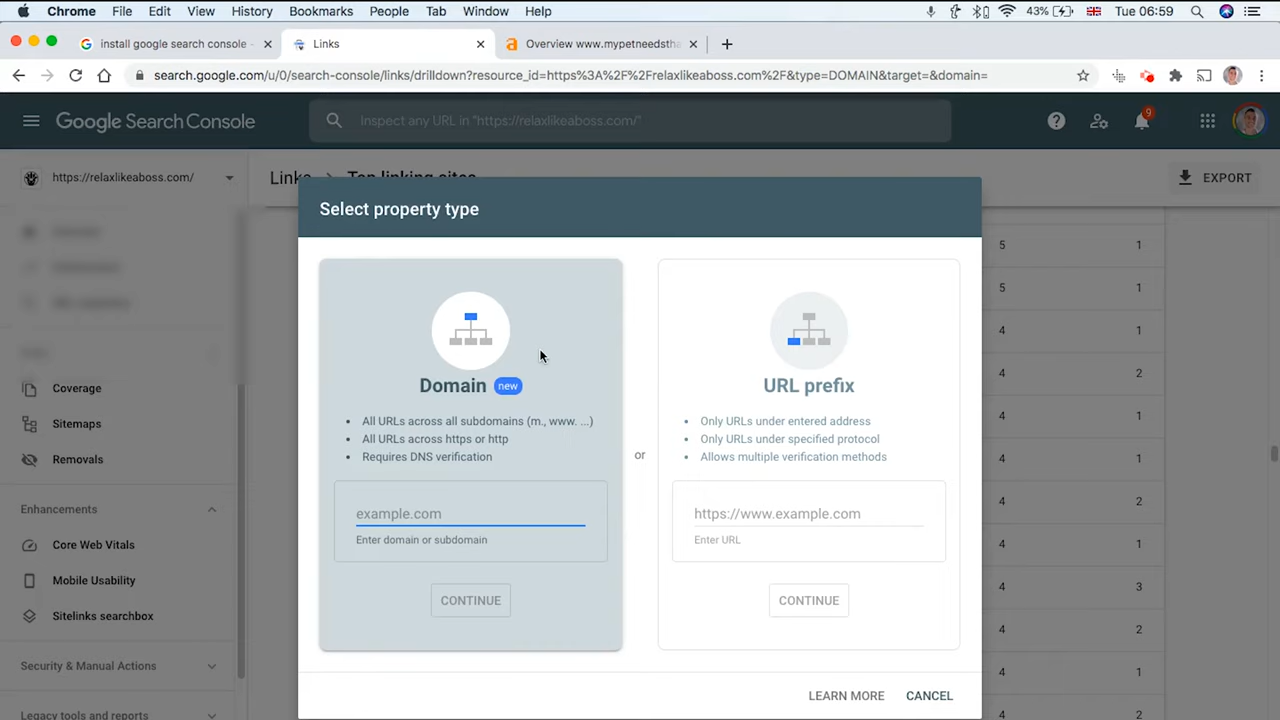 Chrome File Edit View History Bookmarks People Tab Window Help 43% Tue 06:59
install google search console - Links Overview www.mypetneedstha
search.google.com/u/0/search-console/links/drilldown?resource_id=https%3A%2F%2Frelaxlikeaboss.com%2F&type=DOMAIN&target=&domain=
Google Search Console Inspect any URL in "https://relaxlikeaboss.com/" 9
https://relaxlikeaboss.com/ Links Top linking sites EXPORT
Select property type
5 1
5 1
4 1
4 2
4 1
4 1
4 2
4 1
4 3
4 2
4 1
4 2
Coverage
Sitemaps
Removals
Enhancements
Core Web Vitals
Mobile Usability
Sitelinks searchbox
Security & Manual Actions
Legacy tools and reports
Domain new
• All URLs across all subdomains (m., www. ...)
• All URLs across https or http
• Requires DNS verification
example.com
Enter domain or subdomain
CONTINUE
or
URL prefix
• Only URLs under entered address
• Only URLs under specified protocol
• Allows multiple verification methods
https://www.example.com
Enter URL
CONTINUE
LEARN MORE CANCEL